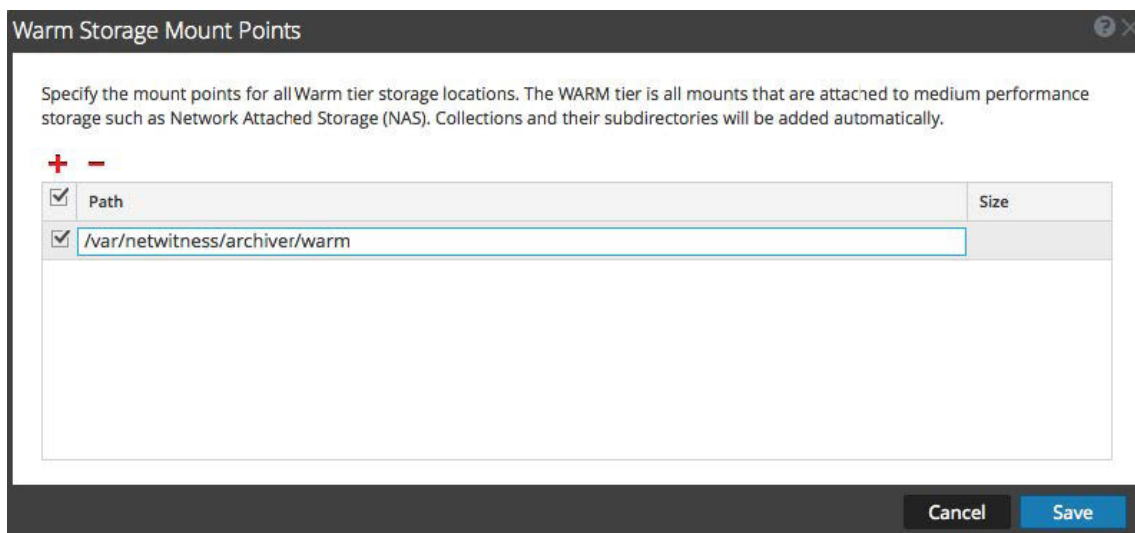 Warm Storage Mount Points
Specify the mount points for all Warm tier storage locations. The WARM tier is all mounts that are attached to medium performance
storage such as Network Attached Storage (NAS). Collections and their subdirectories will be added automatically.
Path Size
/var/netwitness/archiver/warm
Cancel Save